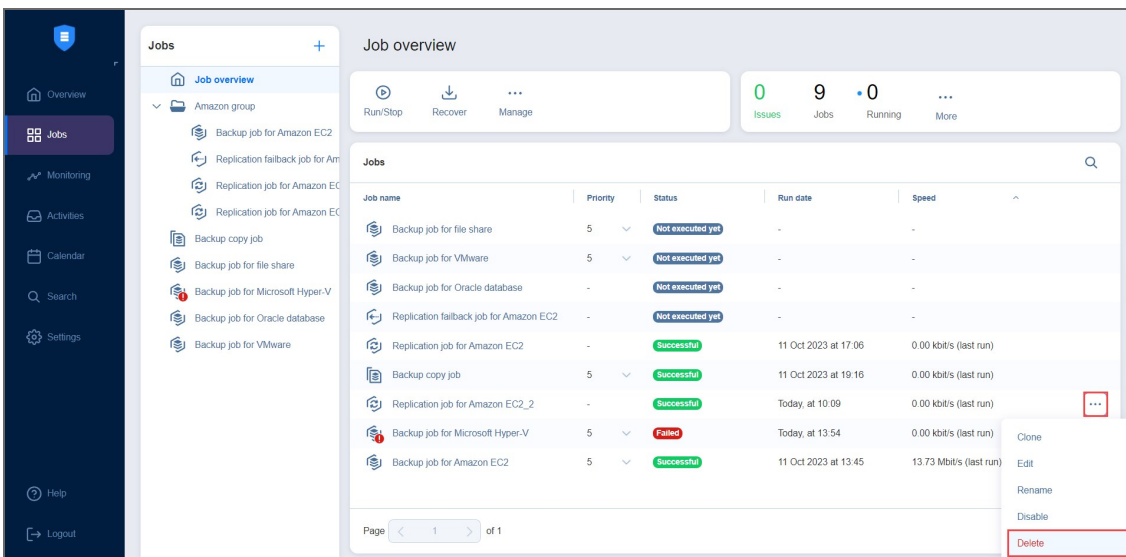 Overview
Jobs
Monitoring
Activities
Calendar
Search
Settings
Help
Logout
Jobs +
Job overview
Amazon group
Backup job for Amazon EC2
Replication failback job for Am
Replication job for Amazon EC
Replication job for Amazon EC
Backup copy job
Backup job for file share
Backup job for Microsoft Hyper-V
Backup job for Oracle database
Backup job for VMware
Job overview
Run/Stop Recover Manage
0 9 0
Issues Jobs Running More
Jobs
Job name Priority Status Run date Speed
Backup job for file share 5 Not executed yet - -
Backup job for VMware 5 Not executed yet - -
Backup job for Oracle database - Not executed yet - -
Replication failback job for Amazon EC2 - Not executed yet - -
Replication job for Amazon EC2 - Successful 11 Oct 2023 at 17:06 0.00 kbit/s (last run)
Backup copy job 5 Successful 11 Oct 2023 at 19:16 0.00 kbit/s (last run)
Replication job for Amazon EC2_2 - Successful Today, at 10:09 0.00 kbit/s (last run)
Backup job for Microsoft Hyper-V 5 Failed Today, at 13:54 0.00 kbit/s (last run)
Backup job for Amazon EC2 5 Successful 11 Oct 2023 at 13:45 13.73 Mbit/s (last run)
Clone
Edit
Rename
Disable
Delete
Page 1 of 1